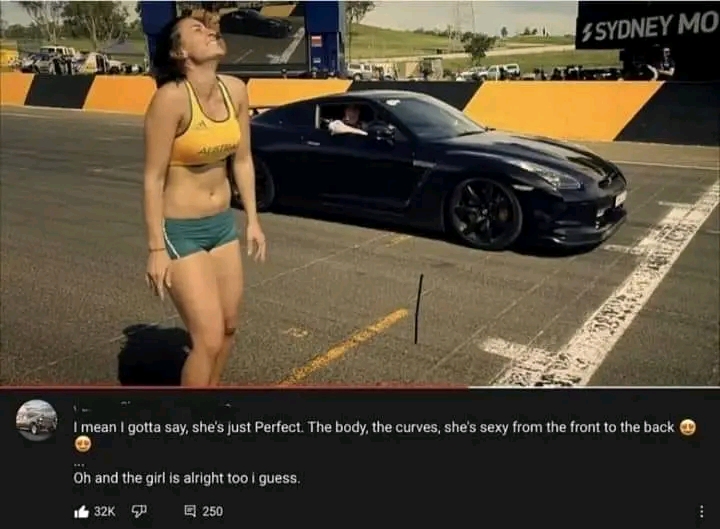 SYDNEY MO
AUSTRA
I mean I gotta say, she's just Perfect. The body, the curves, she's sexy from the front to the back 😍
😍
...
Oh and the girl is alright too i guess.
32K
250